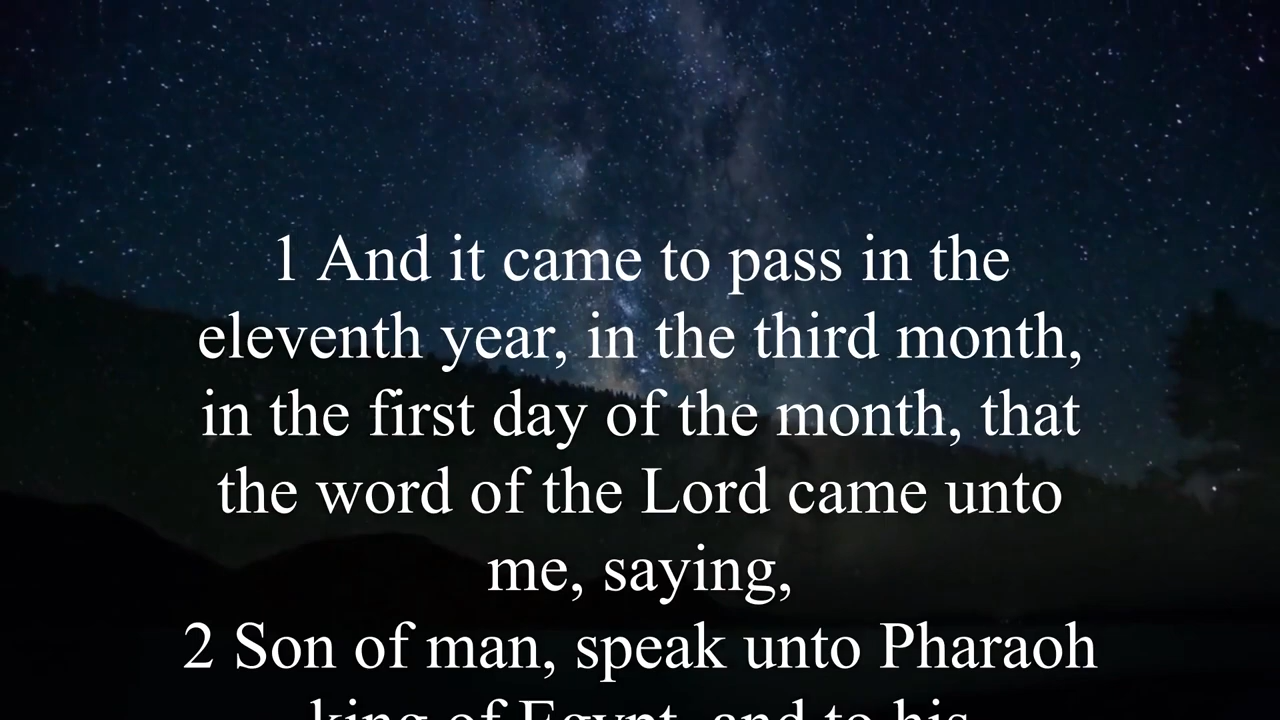 1 And it came to pass in the
eleventh year, in the third month,
in the first day of the month, that
the word of the Lord came unto
me, saying,
2 Son of man, speak unto Pharaoh
king of Egypt, and to his